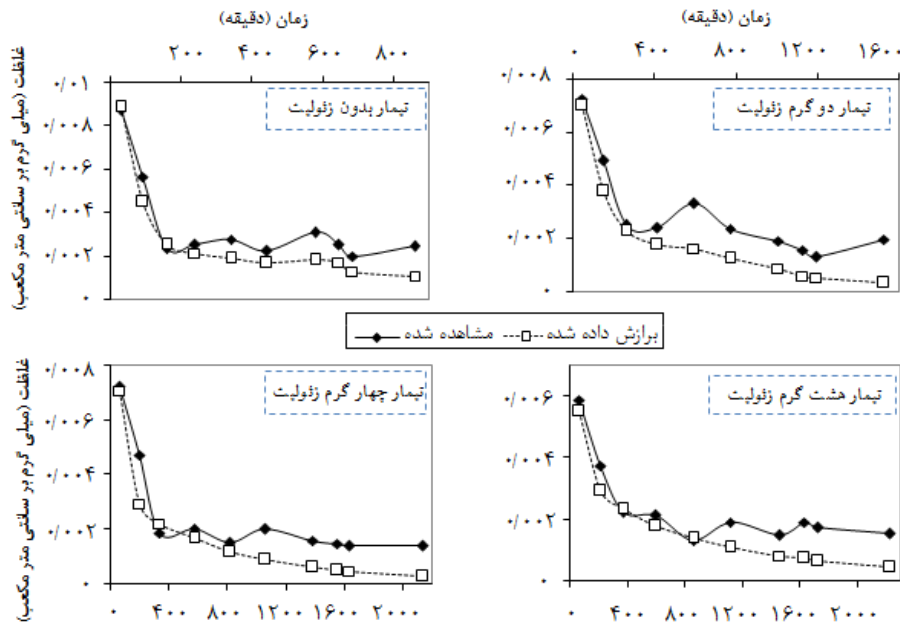 زمان (دقیقه)
زمان (دقیقه)
۲۰۰ ۴۰۰ ۶۰۰ ۸۰۰
۰ ۴۰۰ ۸۰۰ ۱۲۰۰ ۱۶۰۰
غلظت (میلی گرم بر سانتی متر مکعب)
۰/۰۱
۰/۰۰۸
۰/۰۰۶
۰/۰۰۴
۰/۰۰۲
۰
تیمار بدون زئولیت
۰/۰۰۸
۰/۰۰۶
۰/۰۰۴
۰/۰۰۲
۰
تیمار دو گرم زئولیت
مشاهده شده
برازش داده شده
غلظت (میلی گرم بر سانتی متر مکعب)
۰/۰۰۸
۰/۰۰۶
۰/۰۰۴
۰/۰۰۲
۰
تیمار چهار گرم زئولیت
۰ ۴۰۰ ۸۰۰ ۱۲۰۰ ۱۶۰۰ ۲۰۰۰
۰/۰۰۶
۰/۰۰۴
۰/۰۰۲
۰
تیمار هشت گرم زئولیت
۰ ۴۰۰ ۸۰۰ ۱۲۰۰ ۱۶۰۰ ۲۰۰۰